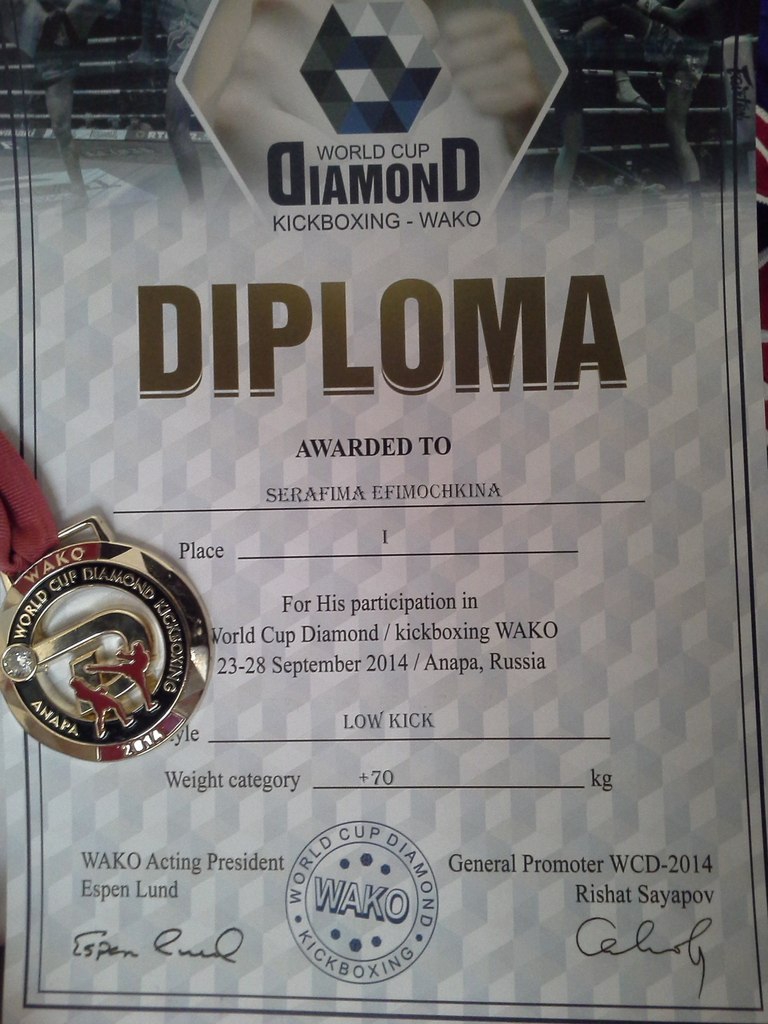 WORLD CUP
DIAMOND
KICKBOXING - WAKO
DIPLOMA
AWARDED TO
SERAFIMA EFIMOCHKINA
Place I
For His participation in
World Cup Diamond / kickboxing WAKO
23-28 September 2014 / Anapa, Russia
WAKO
WORLD CUP DIAMOND KICKBOXING
ANAPA
2014
LOW KICK
Weight category +70 kg
WAKO Acting President
Espen Lund
General Promoter WCD-2014
Rishat Sayapov
WORLD CUP DIAMOND
WAKO
KICKBOXING
Espen Lund